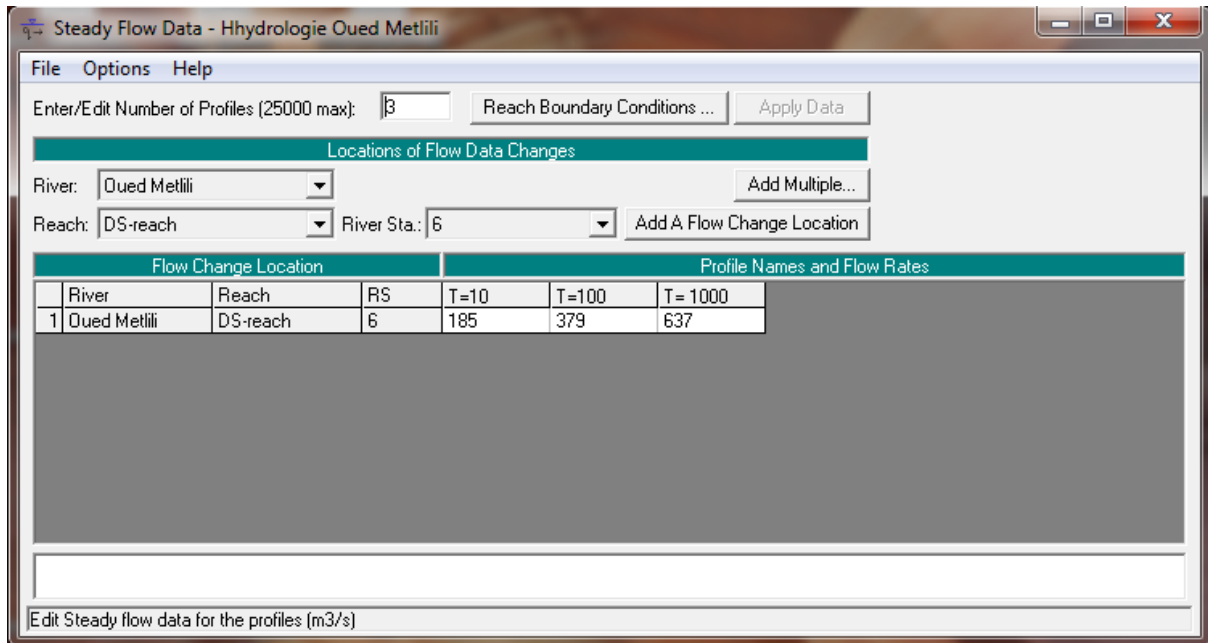 Steady Flow Data - Hhydrologie Oued Metlili
File Options Help
Enter/Edit Number of Profiles (25000 max): 3 Reach Boundary Conditions ... Apply Data
Locations of Flow Data Changes
River: Oued Metlili Add Multiple...
Reach: DS-reach River Sta.: 6 Add A Flow Change Location
Flow Change Location Profile Names and Flow Rates
River Reach RS T=10 T=100 T= 1000
1 Oued Metlili DS-reach 6 185 379 637
Edit Steady flow data for the profiles (m3/s)